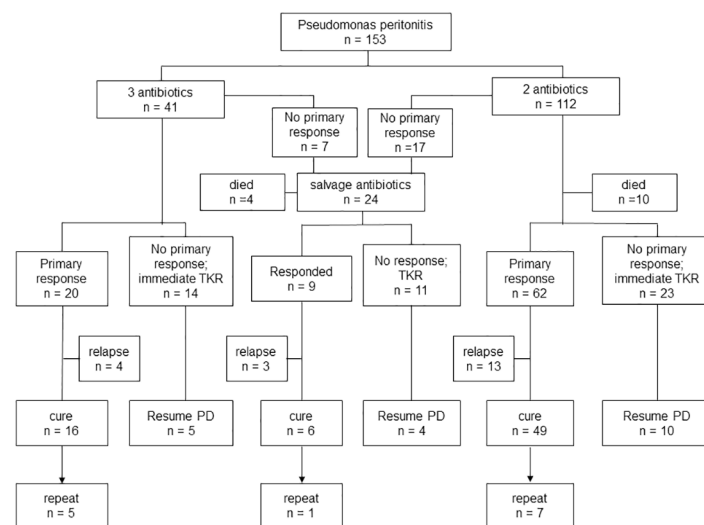 Pseudomonas peritonitis
n = 153
3 antibiotics
n = 41
2 antibiotics
n = 112
No primary
response
n = 7
No primary
response
n =17
died
n =4
salvage antibiotics
n = 24
died
n =10
Primary
response
n = 20
No primary
response;
immediate TKR
n = 14
Responded
n = 9
No response;
TKR
n = 11
Primary
response
n = 62
No primary
response;
immediate TKR
n = 23
relapse
n = 4
relapse
n = 3
relapse
n = 13
cure
n = 16
Resume PD
n = 5
cure
n = 6
Resume PD
n = 4
cure
n = 49
Resume PD
n = 10
repeat
n = 5
repeat
n = 1
repeat
n = 7